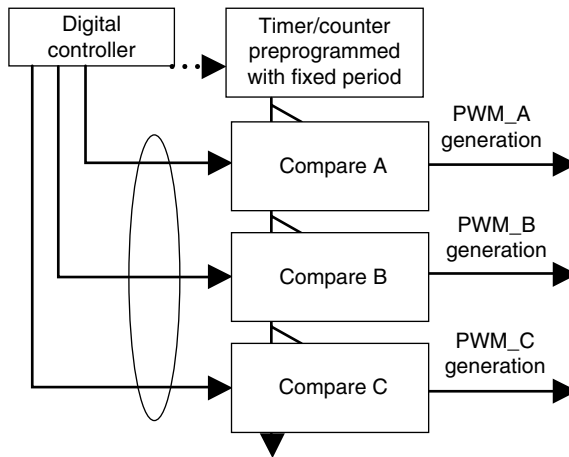 Digital
controller
Timer/counter
preprogrammed
with fixed period
Compare A
PWM_A
generation
Compare B
PWM_B
generation
Compare C
PWM_C
generation